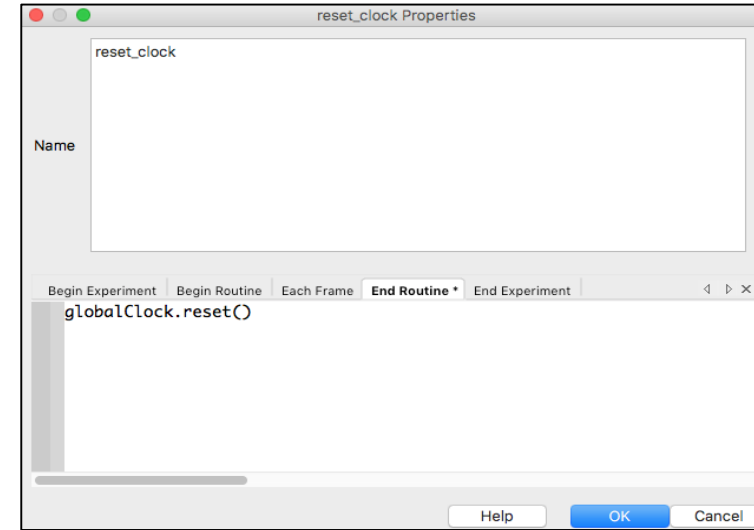 reset_clock Properties
reset_clock
Name
Begin Experiment Begin Routine Each Frame End Routine * End Experiment
globalClock.reset()
Help OK Cancel